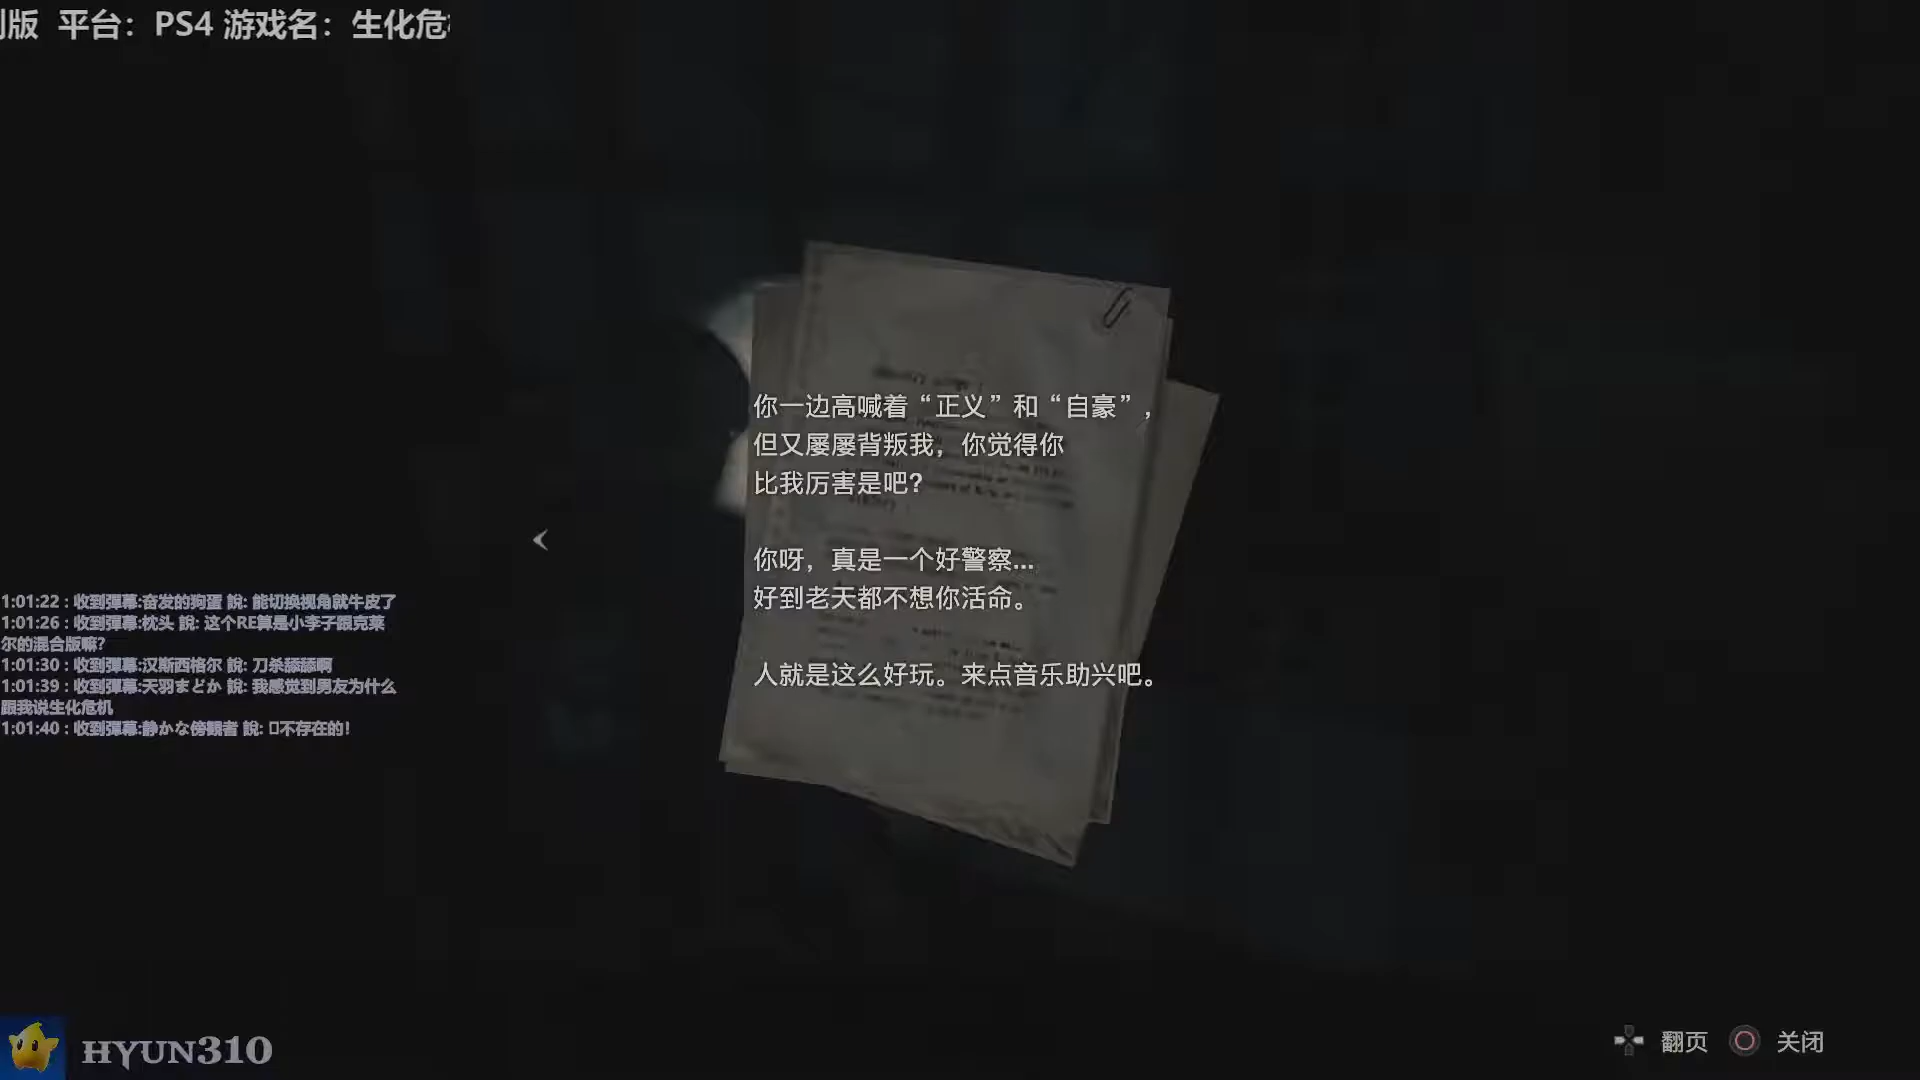 刂版 平台：PS4 游戏名：生化危
你一边高喊着“正义”和“自豪”，
但又屡屡背叛我，你觉得你
比我厉害是吧？
你呀，真是一个好警察...
好到老天都不想你活命。
人就是这么好玩。来点音乐助兴吧。
1:01:22 : 收到彈幕:奋发的狗蛋 說: 能切换视角就牛皮了
1:01:26 : 收到彈幕:枕头 說: 这个RE算是小李子跟克莱
尔的混合版嘛?
1:01:30 : 收到彈幕:汉斯西格尔 說: 刀杀舔舔啊
1:01:39 : 收到彈幕:天羽まどか 說: 我感觉到男友为什么
跟我说生化危机
1:01:40 : 收到彈幕:静かな傍観者 說: 不存在的！
HYUN310
翻页 关闭